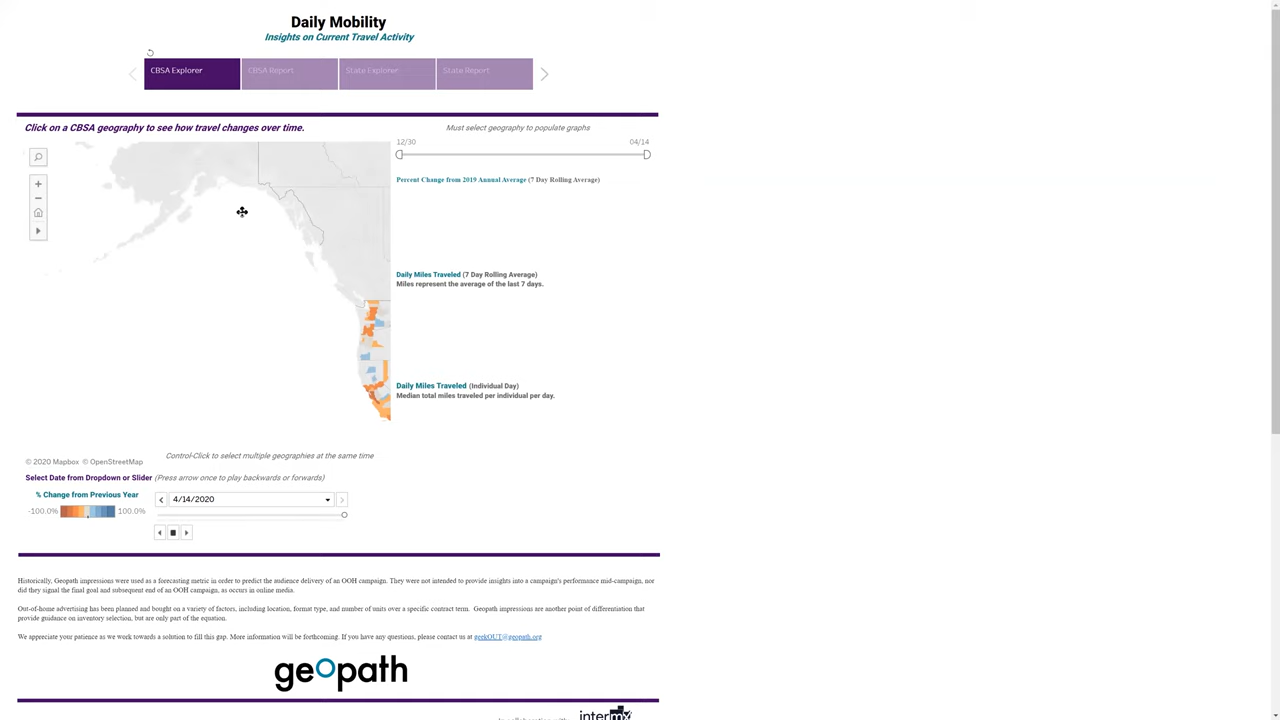 Daily Mobility
Insights on Current Travel Activity
CBSA Explorer
CBSA Report
State Explorer
State Report
Click on a CBSA geography to see how travel changes over time.
Must select geography to populate graphs
12/30
04/14
Percent Change from 2019 Annual Average (7 Day Rolling Average)
Daily Miles Traveled (7 Day Rolling Average)
Miles represent the average of the last 7 days.
Daily Miles Traveled (Individual Day)
Median total miles traveled per individual per day.
Control-Click to select multiple geographies at the same time
© 2020 Mapbox © OpenStreetMap
Select Date from Dropdown or Slider (Press arrow once to play backwards or forwards)
% Change from Previous Year
-100.0%
100.0%
4/14/2020
Historically, Geopath impressions were used as a forecasting metric in order to predict the audience delivery of an OOH campaign. They were not intended to provide insights into a campaign's performance mid-campaign, nor
did they signal the final goal and subsequent end of an OOH campaign, as occurs in online media.
Out-of-home advertising has been planned and bought on a variety of factors, including location, format type, and number of units over a specific contract term. Geopath impressions are another point of differentiation that
provide guidance on inventory selection, but are only part of the equation.
We appreciate your patience as we work towards a solution to fill this gap. More information will be forthcoming. If you have any questions, please contact us at geekOUT@geopath.org
geopath
In collaboration with:
intermx